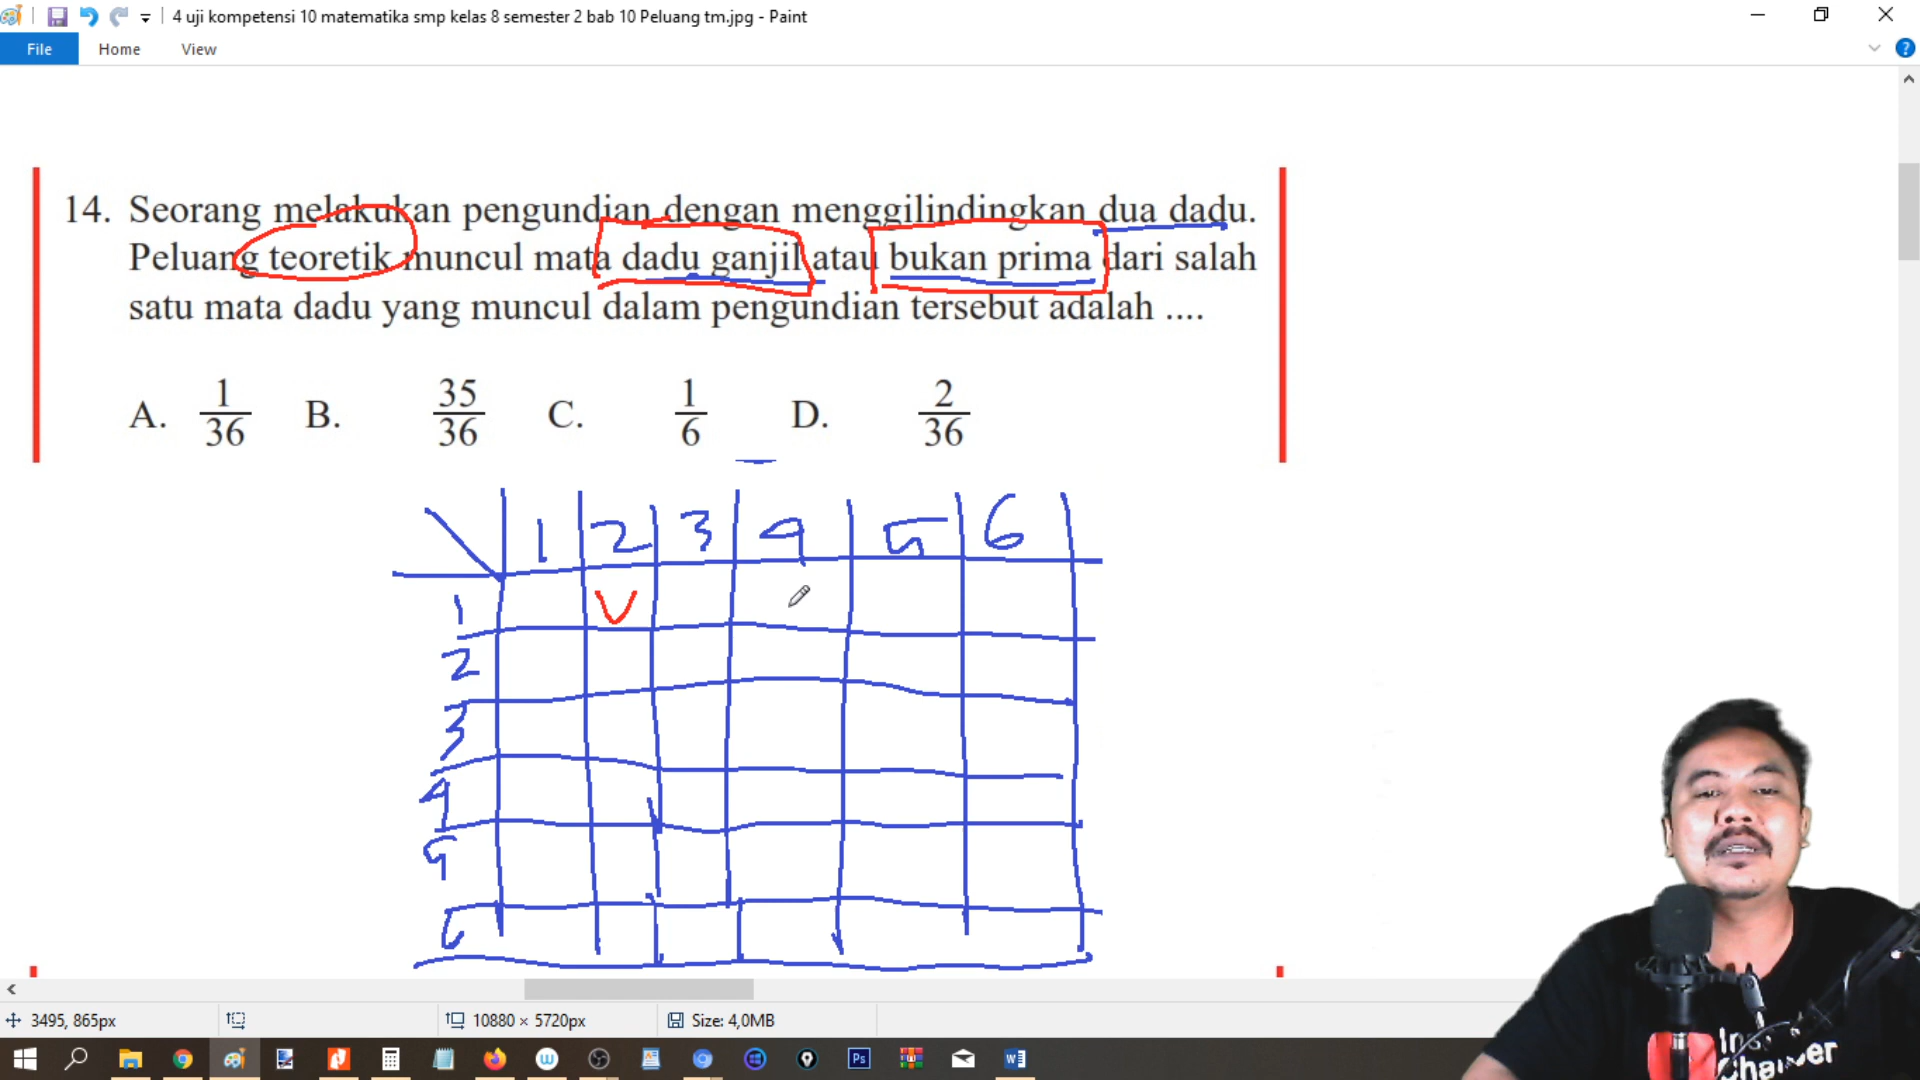 4 uji kompetensi 10 matematika smp kelas 8 semester 2 bab 10 Peluang tm.jpg - Paint
File Home View
14. Seorang melakukan pengundian dengan menggilindingkan dua dadu.
Peluang teoretik muncul mata dadu ganjil atau bukan prima dari salah
satu mata dadu yang muncul dalam pengundian tersebut adalah ....
A. 1/36 B. 35/36 C. 1/6 D. 2/36
1 2 3 4 5 6
1 V
2
3
4
5
6
3495, 865px 10880 × 5720px Size: 4,0MB